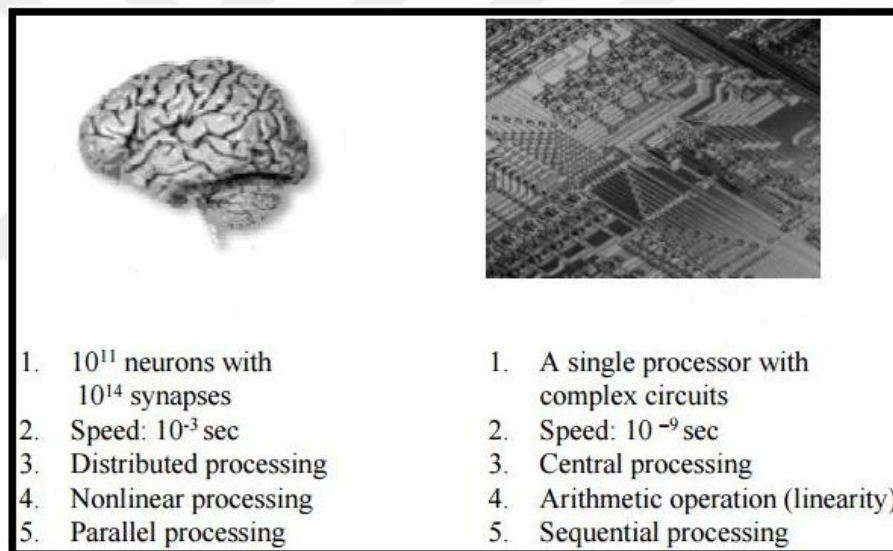 1. 10¹¹ neurons with
10¹⁴ synapses
2. Speed: 10⁻³ sec
3. Distributed processing
4. Nonlinear processing
5. Parallel processing
1. A single processor with
complex circuits
2. Speed: 10 ⁻⁹ sec
3. Central processing
4. Arithmetic operation (linearity)
5. Sequential processing